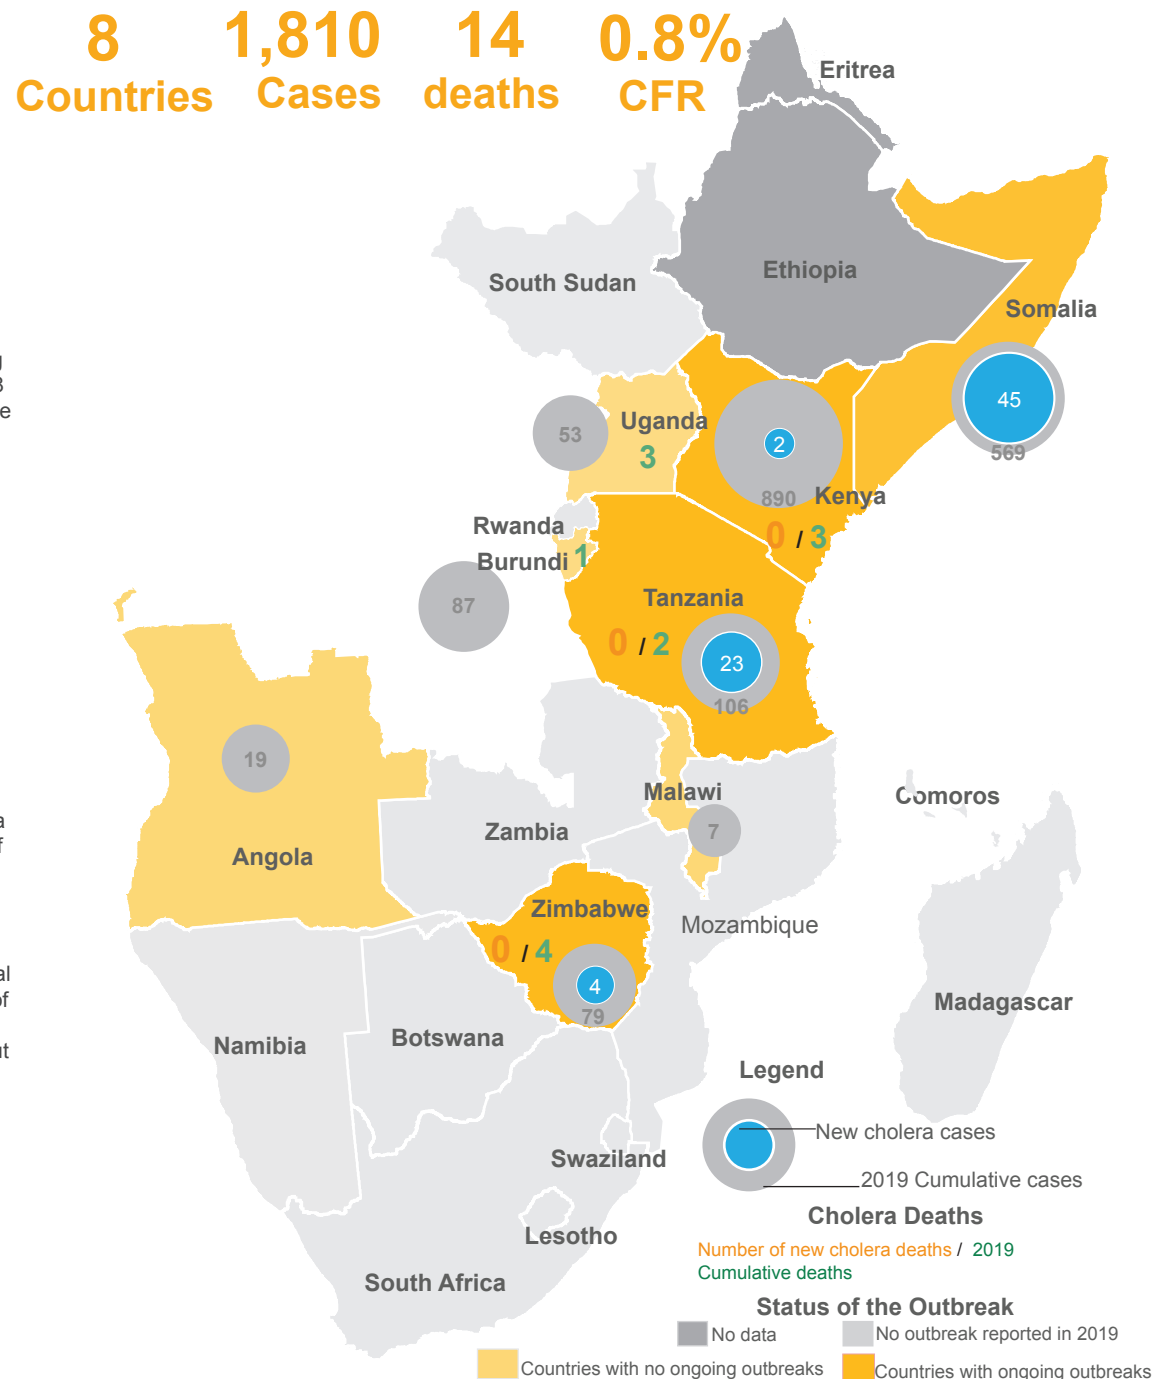 8 1,810 14 0.8%
Countries Cases deaths CFR
Eritrea
Ethiopia
South Sudan
Somalia
g
3
e
45
569
Uganda
53
3
2
890
Kenya
0 / 3
Rwanda
Burundi 1
87
Tanzania
0 / 2
23
106
19
Malawi
7
Comoros
a
f
Zambia
Angola
Zimbabwe
Mozambique
0 / 4
4
79
al
of
ut
Madagascar
Namibia
Botswana
Legend
New cholera cases
Swaziland
2019 Cumulative cases
Cholera Deaths
Lesotho
Number of new cholera deaths / 2019
Cumulative deaths
South Africa
Status of the Outbreak
No data
No outbreak reported in 2019
Countries with no ongoing outbreaks
Countries with ongoing outbreaks